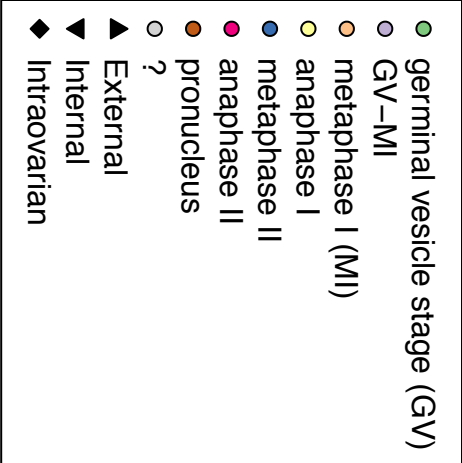 germinal vesicle stage (GV)
GV−MI
metaphase I (MI)
anaphase I
metaphase II
anaphase II
pronucleus
?
External
Internal
Intraovarian